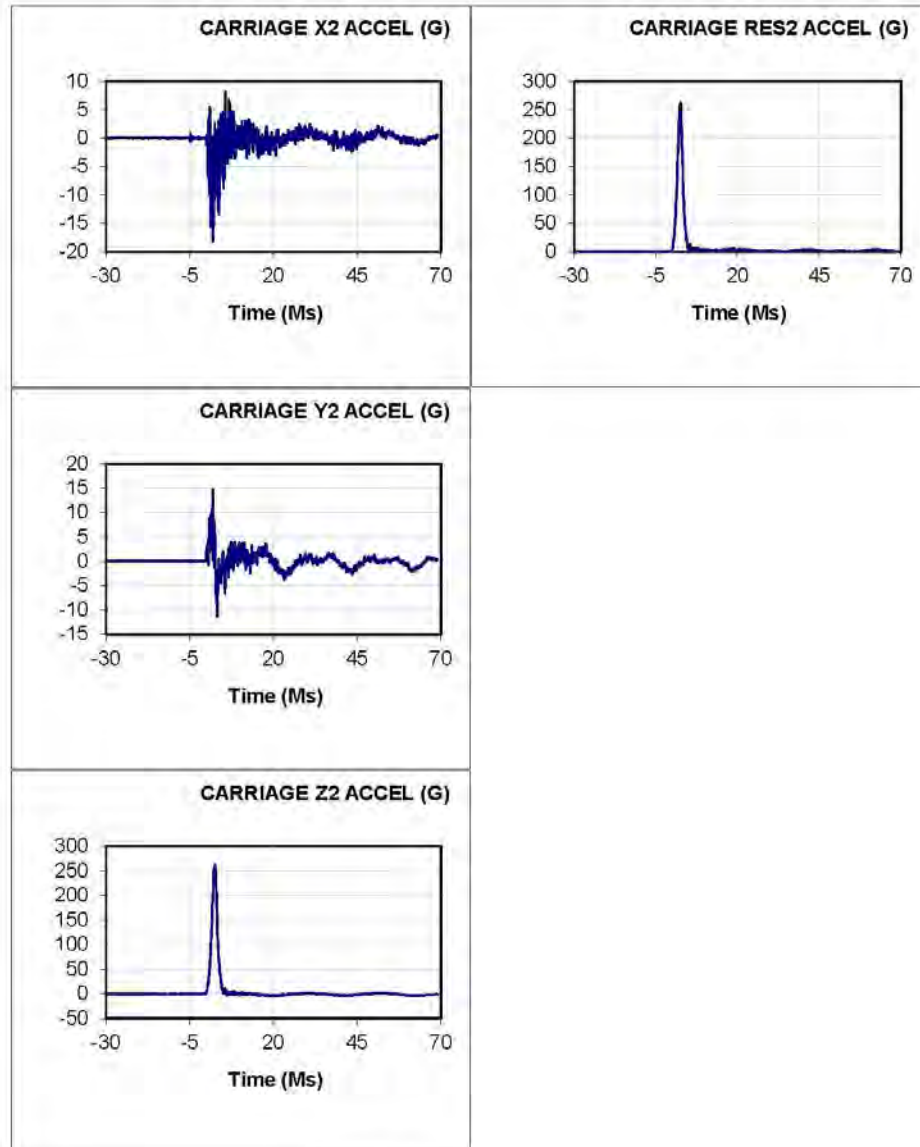 CARRIAGE X2 ACCEL (G)
10
5
0
-5
-10
-15
-20
-30 -5 20 45 70
Time (Ms)
CARRIAGE RES2 ACCEL (G)
300
250
200
150
100
50
0
-30 -5 20 45 70
Time (Ms)
CARRIAGE Y2 ACCEL (G)
20
15
10
5
0
-5
-10
-15
-30 -5 20 45 70
Time (Ms)
CARRIAGE Z2 ACCEL (G)
300
250
200
150
100
50
0
-50
-30 -5 20 45 70
Time (Ms)